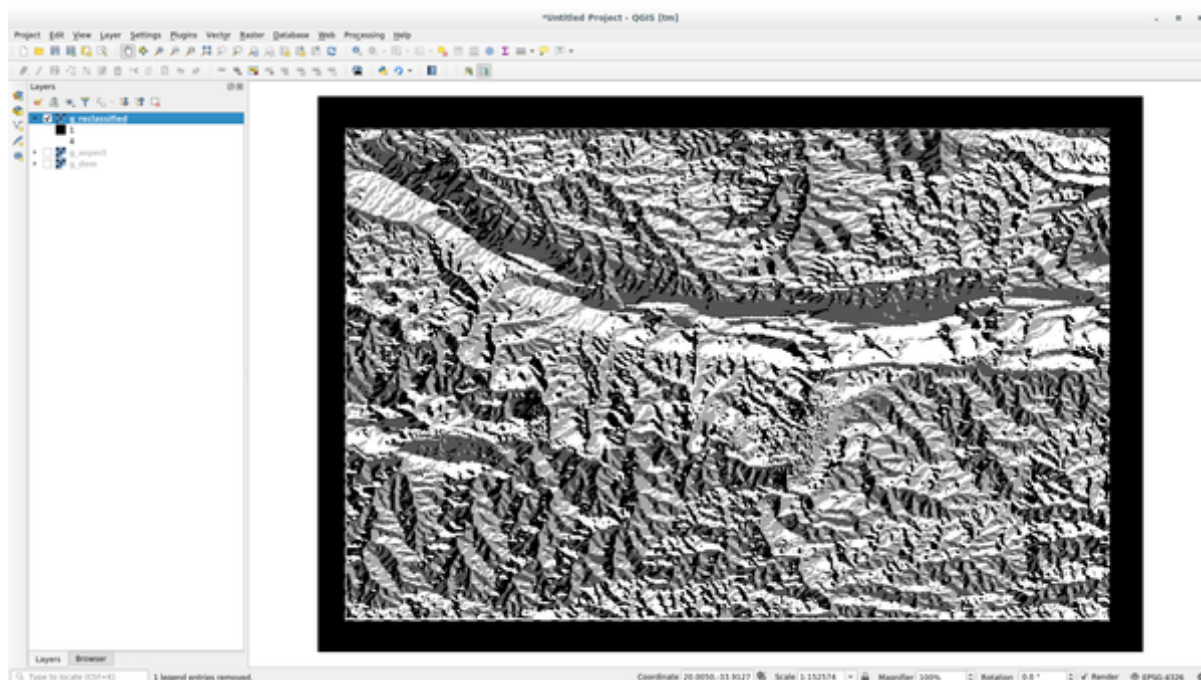 *Untitled Project - QGIS [tm]
Project Edit View Layer Settings Plugins Vector Raster Database Web Processing Help
Layers
g_reclassified
1
4
g_aspect
g_dem
Layers Browser
Type to locate (Ctrl+K) 1 legend entries removed. Coordinate 20.0050,-33.9127 Scale 1:152574 Magnifier 100% Rotation 0.0 ° Render EPSG:4326